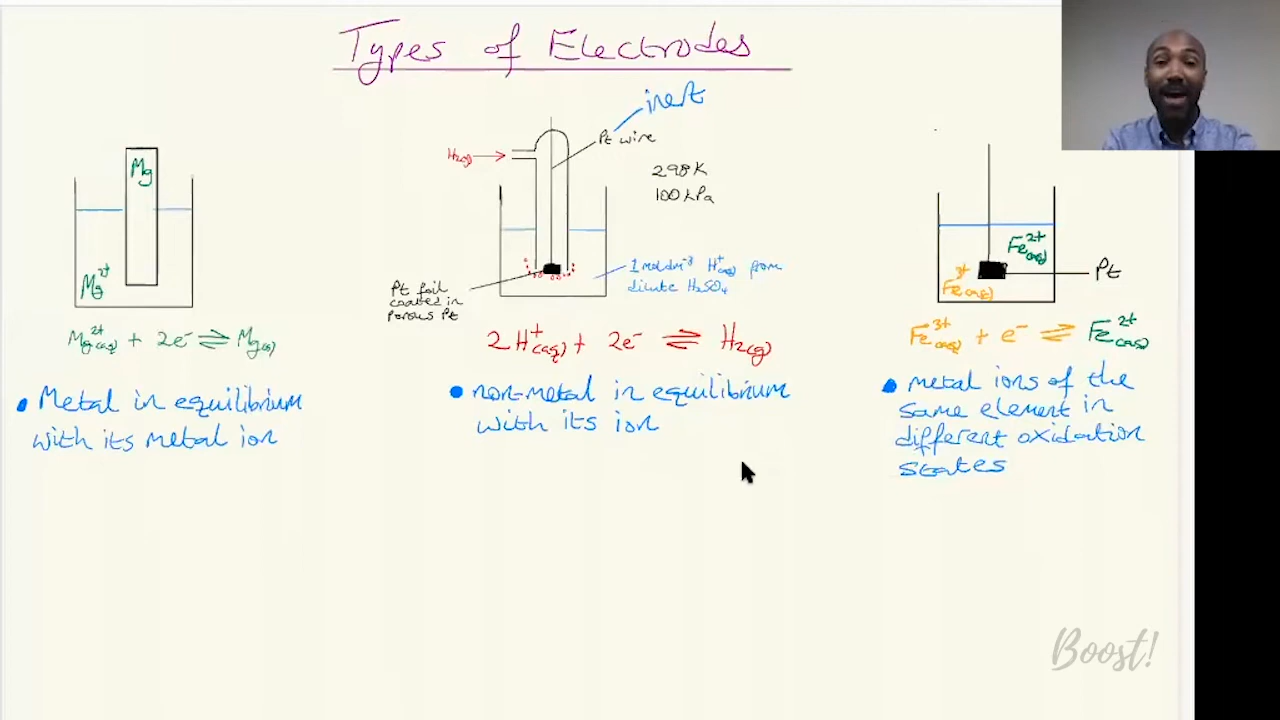 Types of Electrodes
inert
Pt wire
H2(g)
298K
100kPa
Mg
Mg2+
1moldm-3 H+(aq) from
dilute H2SO4
Pt foil
coated in
porous Pt
Fe2+(aq)
Fe3+(aq)
Pt
Mg2+(aq) + 2e- ⇌ Mg(s)
2H+(aq) + 2e- ⇌ H2(g)
Fe3+(aq) + e- ⇌ Fe2+(aq)
• Metal in equilibrium
with its metal ion
• non-metal in equilibrium
with its ion
• metal ions of the
same element in
different oxidation
states
Boost!